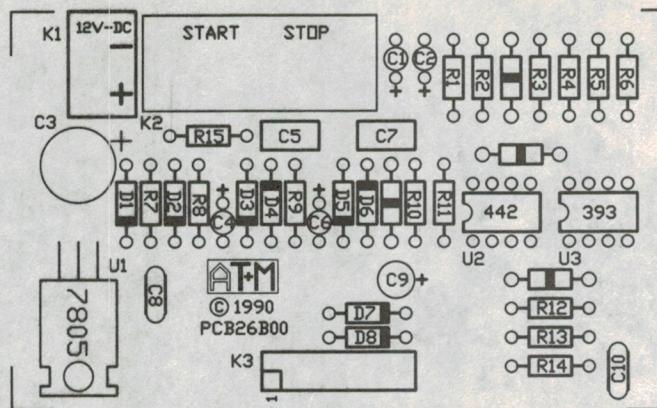 K1 12V--DC START STOP
C1 C2 R1 R2 R3 R4 R5 R6
C3 K2 R15 C5 C7
D1 R7 D2 R8 C4 D3 D4 R9 C6 D5 D6 R10 R11 442 393
U1 U2 U3
7805 C8 ATM C9
© 1990 D7 R12
PCB26B00 D8 R13
K3 R14 C10
1